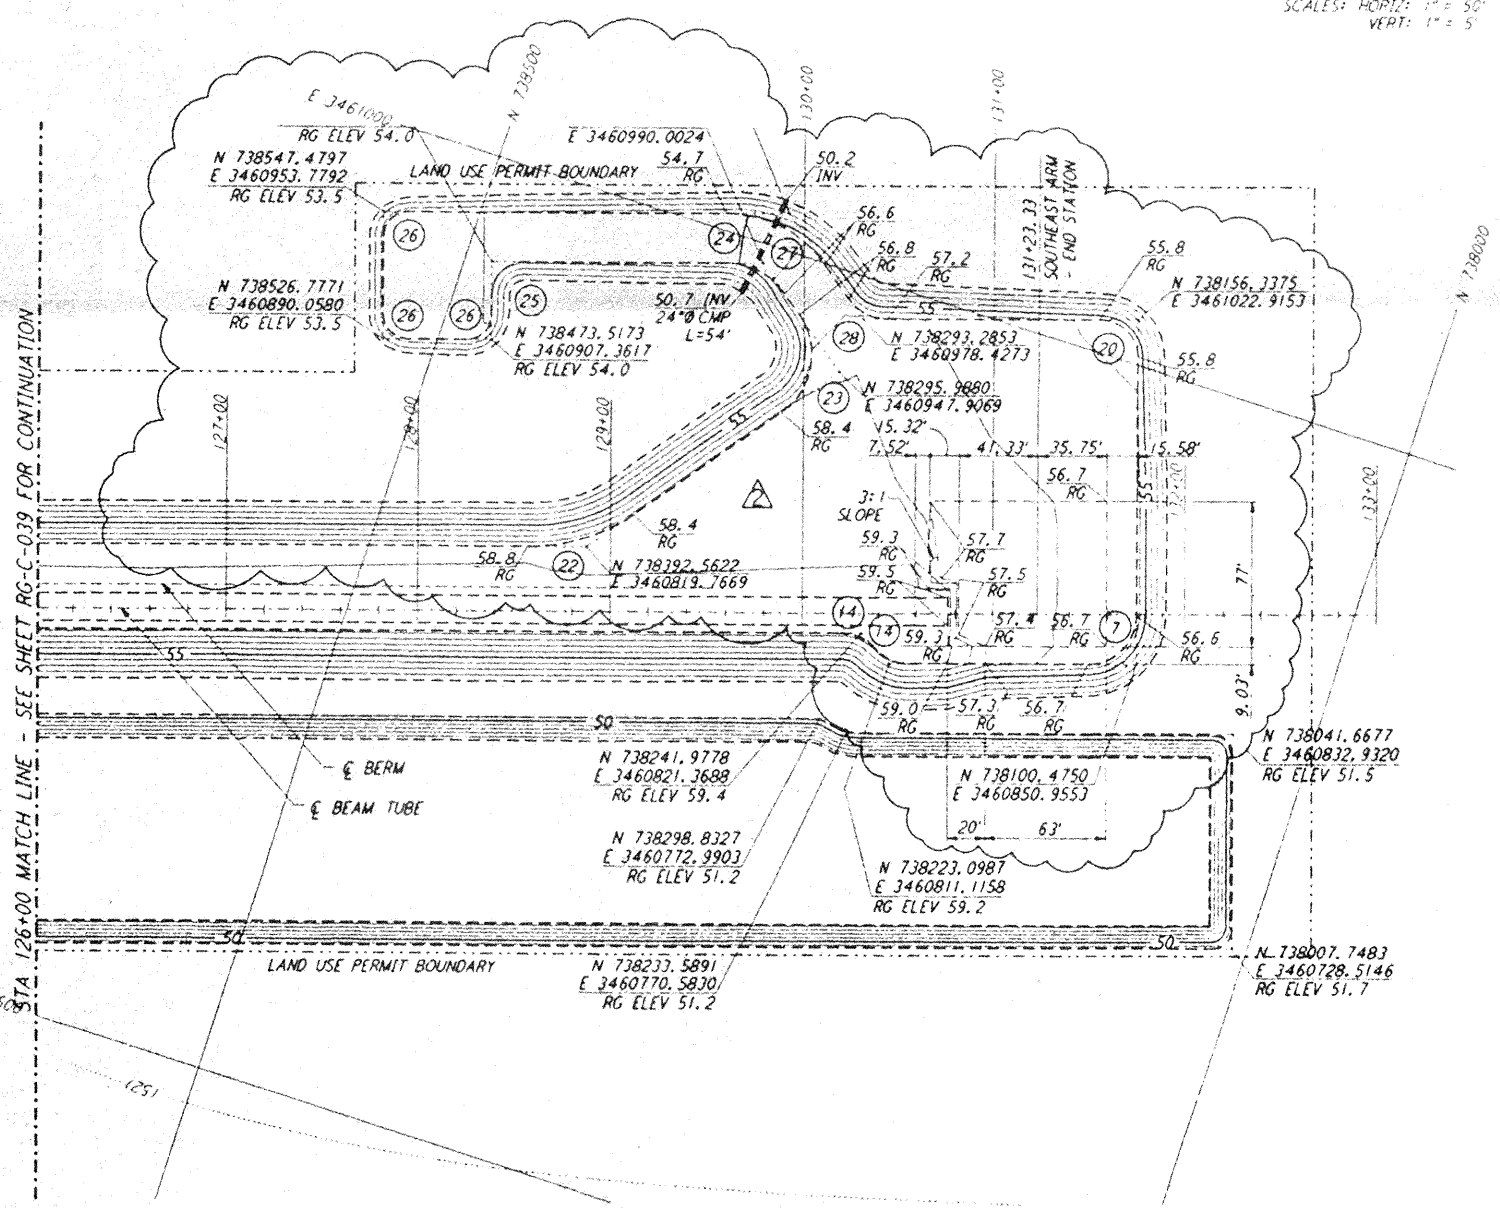 SCALES: HORIZ: 1" = 50'
VERT: 1" = 5'
E 3461000
N 738500
RG ELEV 54.0
N 738547.4797
E 3460953.7792
RG ELEV 53.5
LAND USE PERMIT BOUNDARY
E 3460990.0024
54.7
RG
50.2
INV
130+00
131+00
131+23.33
SOUTHEAST ARM
- END STATION
56.6
RG
56.8
RG
57.2
RG
55.8
RG
N 738156.3375
E 3461022.9153
N 738000
26
24
27
N 738526.7771
E 3460890.0580
RG ELEV 53.5
26
26
25
50.7 INV
24"Ø CMP
L=54'
N 738473.5173
E 3460907.3617
RG ELEV 54.0
55
28
N 738293.2853
E 3460978.4273
20
55.8
RG
23
N 738295.9880
E 3460947.9069
58.4
RG
55
127+00
128+00
129+00
15.32'
7.52'
41.33'
35.75'
15.58'
56.7
RG
55
132+00
133+00
2
3:1
SLOPE
58.4
RG
58.8
RG
22
N 738392.5622
E 3460819.7669
59.3
RG
59.5
RG
57.7
RG
57.5
RG
77'
14
14
59.3
RG
57.4
RG
56.7
RG
17
56.6
RG
55
59.0
RG
57.3
RG
56.7
RG
9.03'
50
N 738041.6677
E 3460832.9320
RG ELEV 51.5
℄ BERM
℄ BEAM TUBE
N 738241.9778
E 3460821.3688
RG ELEV 59.4
N 738100.4750
E 3460850.9553
20'
63'
N 738298.8327
E 3460772.9903
RG ELEV 51.2
N 738223.0987
E 3460811.1158
RG ELEV 59.2
50
50
LAND USE PERMIT BOUNDARY
N 738233.5891
E 3460770.5830
RG ELEV 51.2
N 738007.7483
E 3460728.5146
RG ELEV 51.7
STA 126+00 MATCH LINE - SEE SHEET RG-C-039 FOR CONTINUATION
(52)